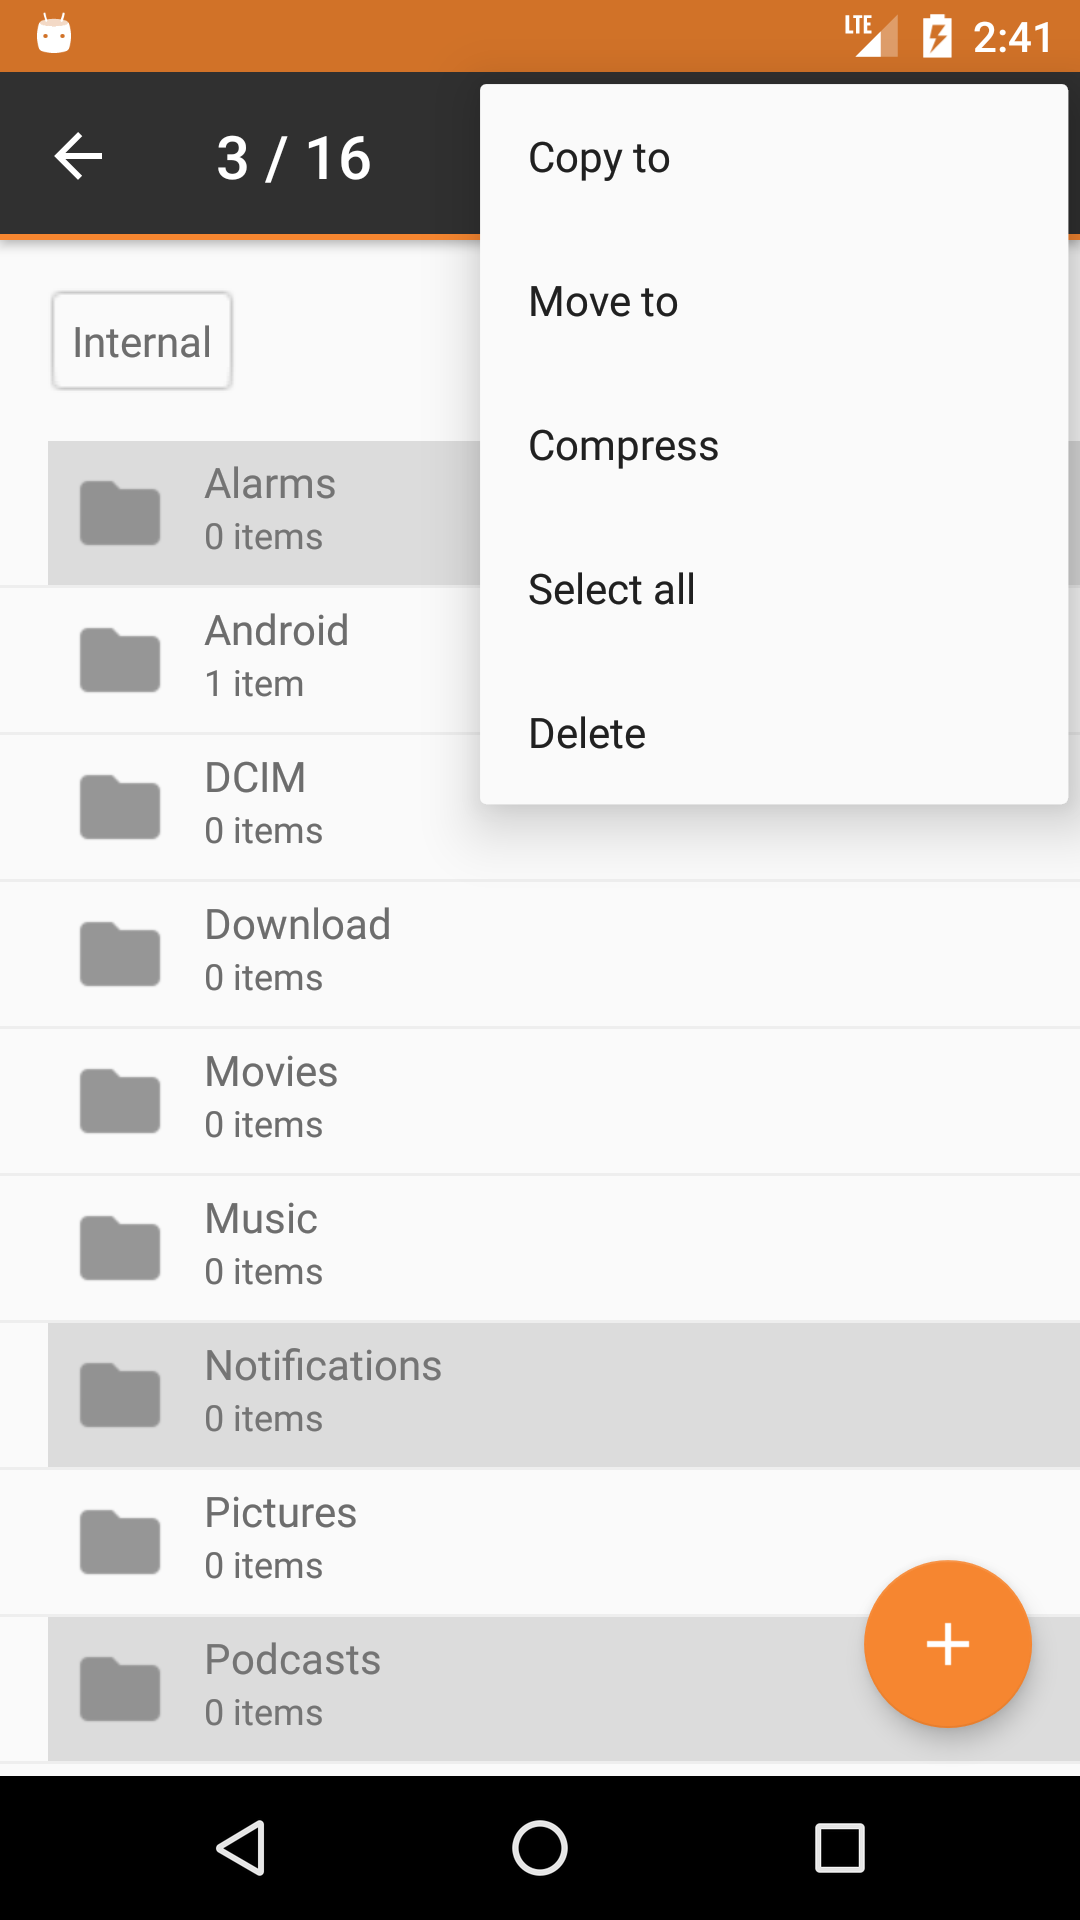 LTE 2:41
3 / 16
Copy to
Move to
Compress
Select all
Delete
Internal
Alarms
0 items
Android
1 item
DCIM
0 items
Download
0 items
Movies
0 items
Music
0 items
Notifications
0 items
Pictures
0 items
Podcasts
0 items